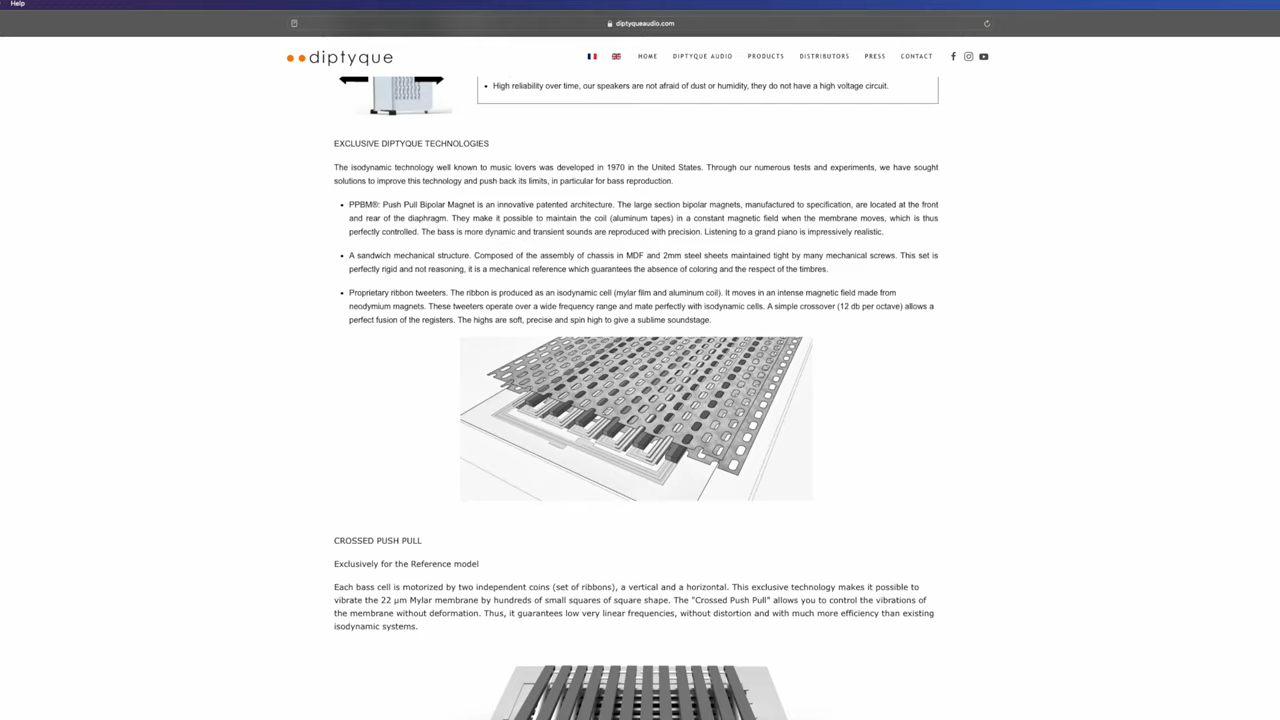 Help
diptyqueaudio.com
diptyque
HOME DIPTYQUE AUDIO PRODUCTS DISTRIBUTORS PRESS CONTACT
• High reliability over time, our speakers are not afraid of dust or humidity, they do not have a high voltage circuit.
EXCLUSIVE DIPTYQUE TECHNOLOGIES
The isodynamic technology well known to music lovers was developed in 1970 in the United States. Through our numerous tests and experiments, we have sought
solutions to improve this technology and push back its limits, in particular for bass reproduction.
• PPBM®: Push Pull Bipolar Magnet is an innovative patented architecture. The large section bipolar magnets, manufactured to specification, are located at the front
and rear of the diaphragm. They make it possible to maintain the coil (aluminum tapes) in a constant magnetic field when the membrane moves, which is thus
perfectly controlled. The bass is more dynamic and transient sounds are reproduced with precision. Listening to a grand piano is impressively realistic.
• A sandwich mechanical structure. Composed of the assembly of chassis in MDF and 2mm steel sheets maintained tight by many mechanical screws. This set is
perfectly rigid and not reasoning, it is a mechanical reference which guarantees the absence of coloring and the respect of the timbres.
• Proprietary ribbon tweeters. The ribbon is produced as an isodynamic cell (mylar film and aluminum coil). It moves in an intense magnetic field made from
neodymium magnets. These tweeters operate over a wide frequency range and mate perfectly with isodynamic cells. A simple crossover (12 db per octave) allows a
perfect fusion of the registers. The highs are soft, precise and spin high to give a sublime soundstage.
CROSSED PUSH PULL
Exclusively for the Reference model
Each bass cell is motorized by two independent coins (set of ribbons), a vertical and a horizontal. This exclusive technology makes it possible to
vibrate the 22 µm Mylar membrane by hundreds of small squares of square shape. The "Crossed Push Pull" allows you to control the vibrations of
the membrane without deformation. Thus, it guarantees low very linear frequencies, without distortion and with much more efficiency than existing
isodynamic systems.